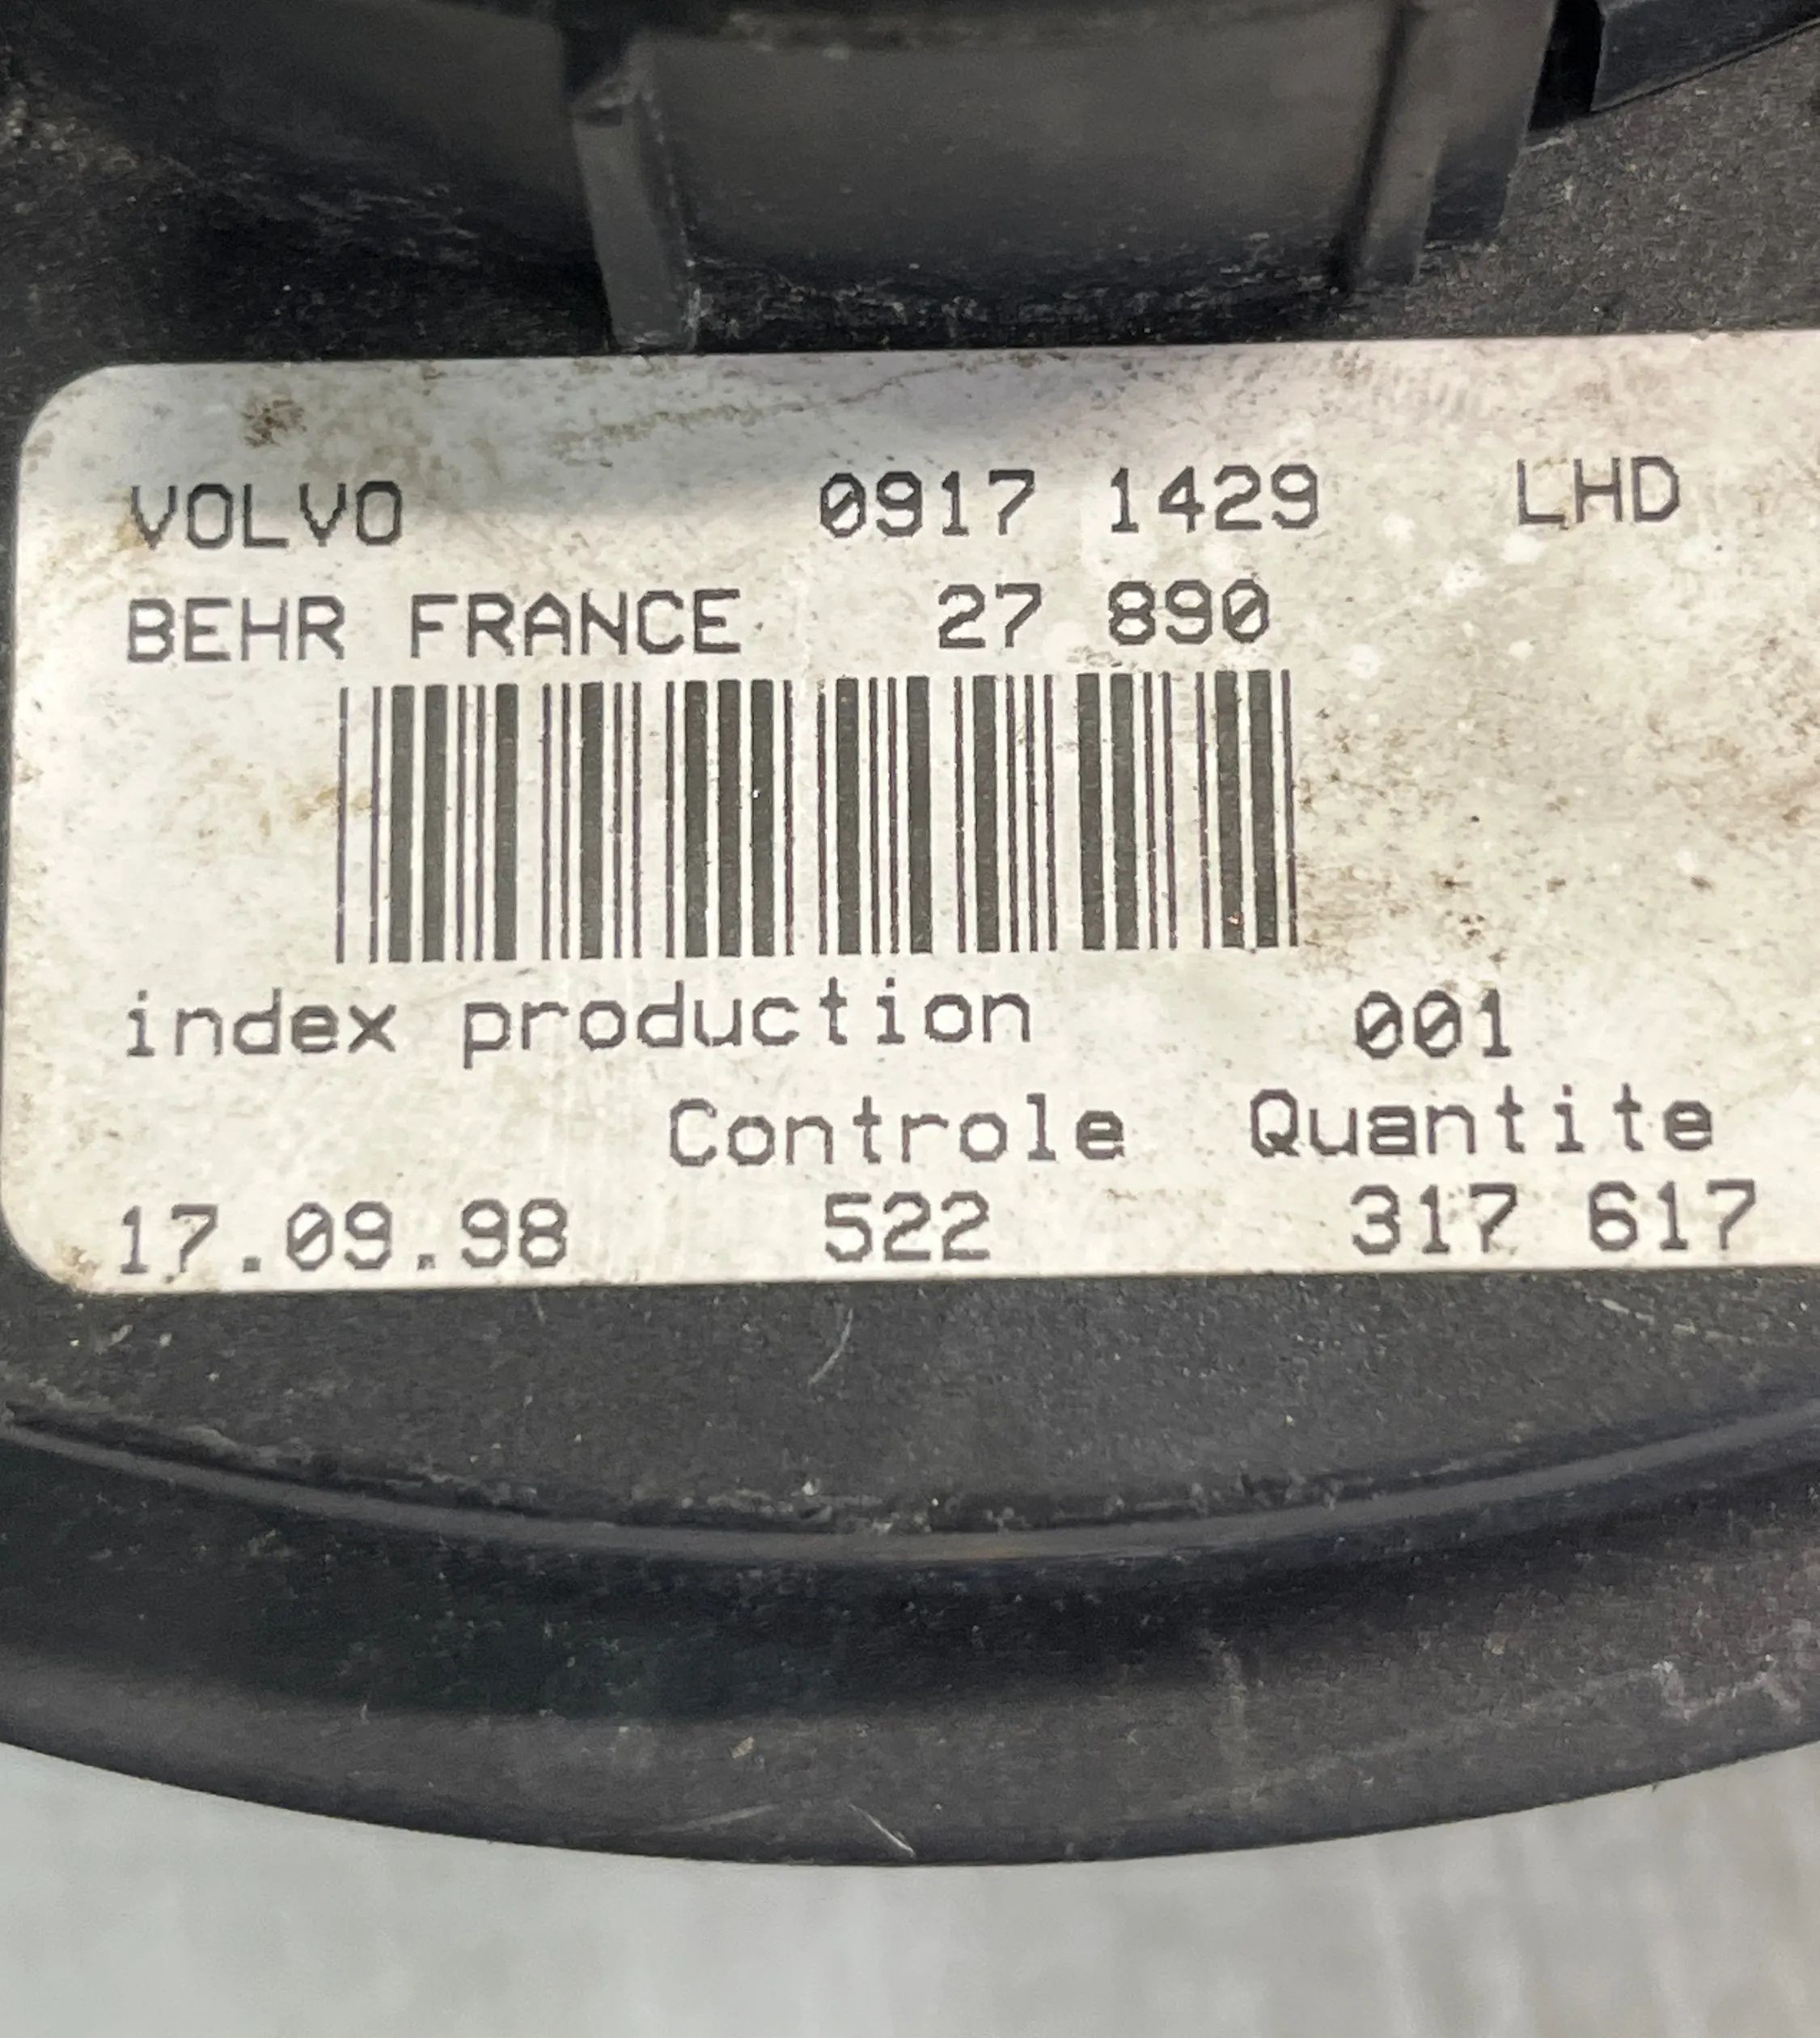 VOLVO 0917 1429 LHD
BEHR FRANCE 27 890
index production 001
Controle Quantite
17.09.98 522 317 617